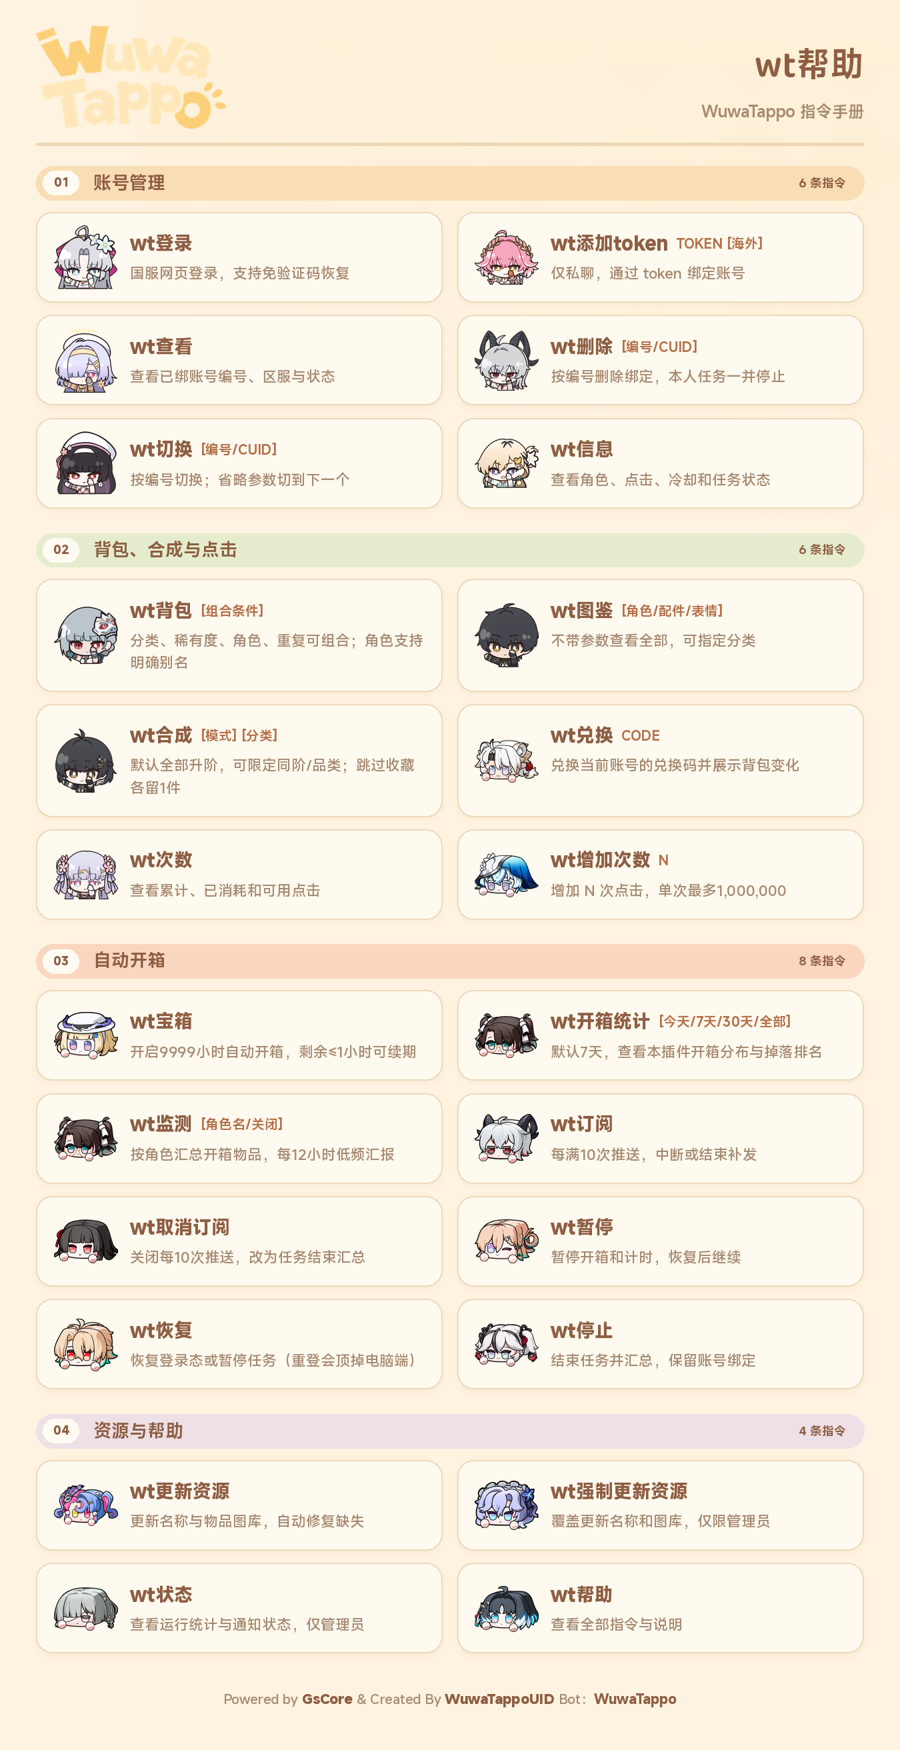 Wuwa
Tappo
wt帮助
WuwaTappo 指令手册
01 账号管理 6 条指令
wt登录
国服网页登录，支持免验证码恢复
wt添加token TOKEN [海外]
仅私聊，通过 token 绑定账号
wt查看
查看已绑账号编号、区服与状态
wt删除 [编号/CUID]
按编号删除绑定，本人任务一并停止
wt切换 [编号/CUID]
按编号切换；省略参数切到下一个
wt信息
查看角色、点击、冷却和任务状态
02 背包、合成与点击 6 条指令
wt背包 [组合条件]
分类、稀有度、角色、重复可组合；角色支持
明确别名
wt图鉴 [角色/配件/表情]
不带参数查看全部，可指定分类
wt合成 [模式] [分类]
默认全部升阶，可限定同阶/品类；跳过收藏
各留1件
wt兑换 CODE
兑换当前账号的兑换码并展示背包变化
wt次数
查看累计、已消耗和可用点击
wt增加次数 N
增加 N 次点击，单次最多1,000,000
03 自动开箱 8 条指令
wt宝箱
开启9999小时自动开箱，剩余≤1小时可续期
wt开箱统计 [今天/7天/30天/全部]
默认7天，查看本插件开箱分布与掉落排名
wt监测 [角色名/关闭]
按角色汇总开箱物品，每12小时低频汇报
wt订阅
每满10次推送，中断或结束补发
wt取消订阅
关闭每10次推送，改为任务结束汇总
wt暂停
暂停开箱和计时，恢复后继续
wt恢复
恢复登录态或暂停任务（重登会顶掉电脑端）
wt停止
结束任务并汇总，保留账号绑定
04 资源与帮助 4 条指令
wt更新资源
更新名称与物品图库，自动修复缺失
wt强制更新资源
覆盖更新名称和图库，仅限管理员
wt状态
查看运行统计与通知状态，仅管理员
wt帮助
查看全部指令与说明
Powered by GsCore & Created By WuwaTappoUID Bot：WuwaTappo